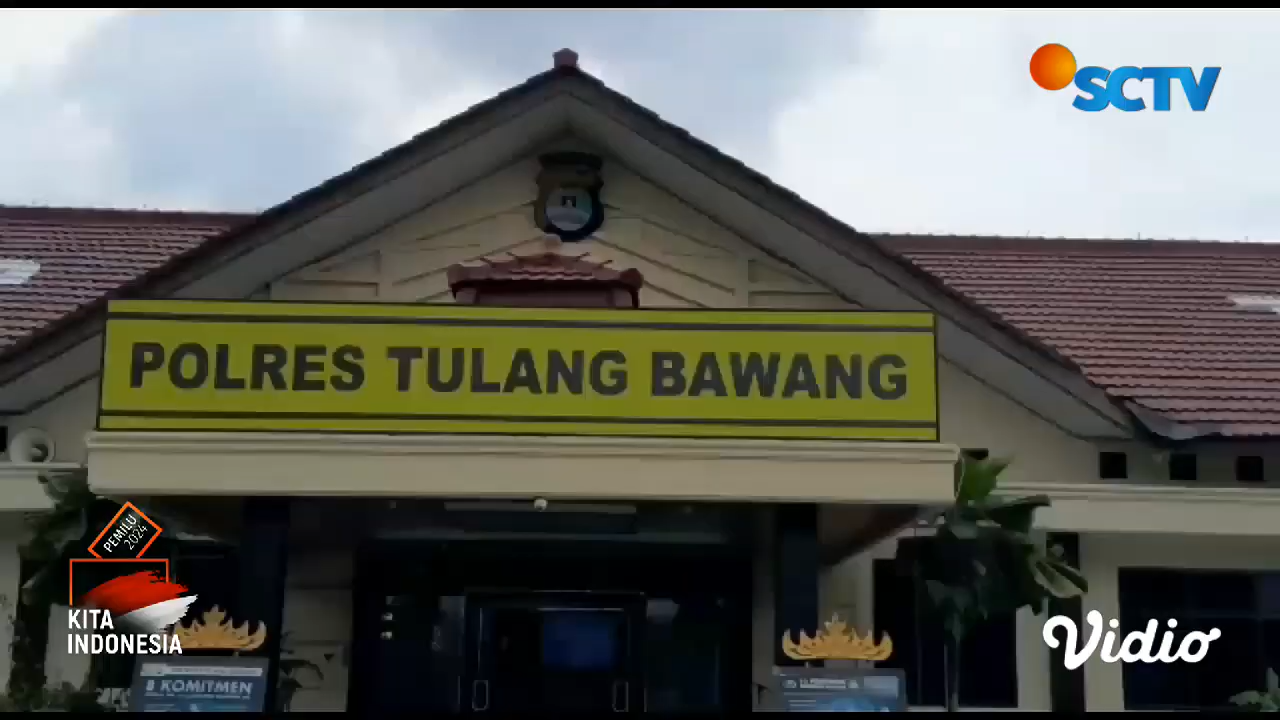 SCTV
POLRES TULANG BAWANG
PEMILU
2024
KITA
INDONESIA
Vidio
8 KOMITMEN